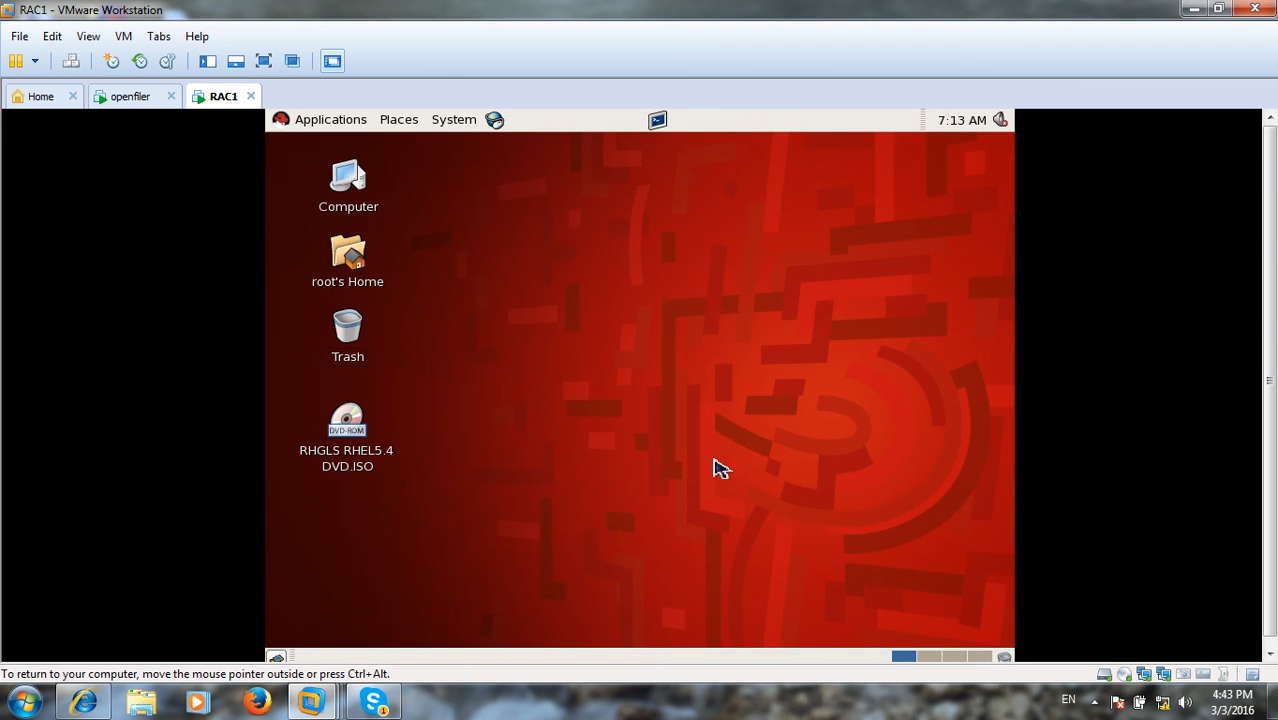 RAC1 - VMware Workstation
File Edit View VM Tabs Help
Home openfiler RAC1
Applications Places System 7:13 AM
Computer
root's Home
Trash
DVD-ROM
RHGLS RHEL5.4
DVD.ISO
To return to your computer, move the mouse pointer outside or press Ctrl+Alt.
1
EN
4:43 PM
3/3/2016